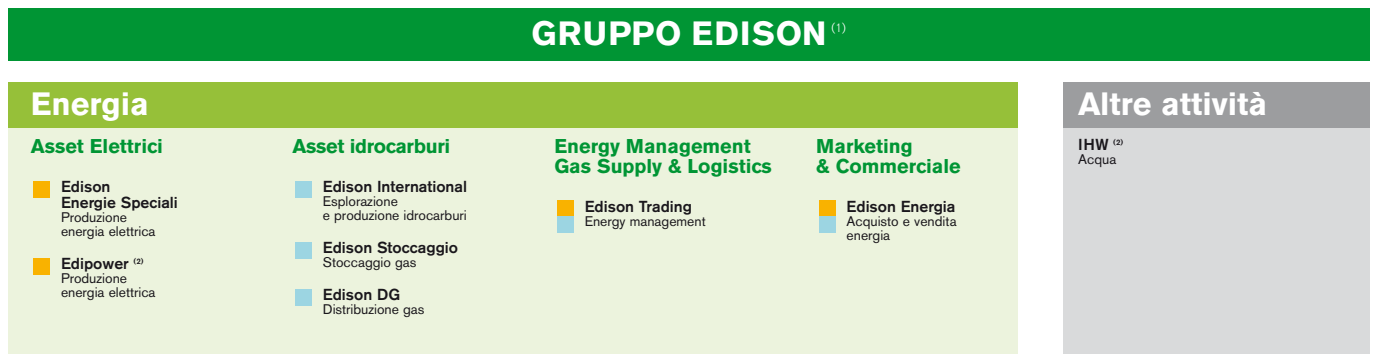 GRUPPO EDISON (1)
Energia
Asset Elettrici
Edison
Energie Speciali
Produzione
energia elettrica
Edipower (2)
Produzione
energia elettrica
Asset idrocarburi
Edison International
Esplorazione
e produzione idrocarburi
Edison Stoccaggio
Stoccaggio gas
Edison DG
Distribuzione gas
Energy Management
Gas Supply & Logistics
Edison Trading
Energy management
Marketing
& Commerciale
Edison Energia
Acquisto e vendita
energia
Altre attività
IHW (2)
Acqua